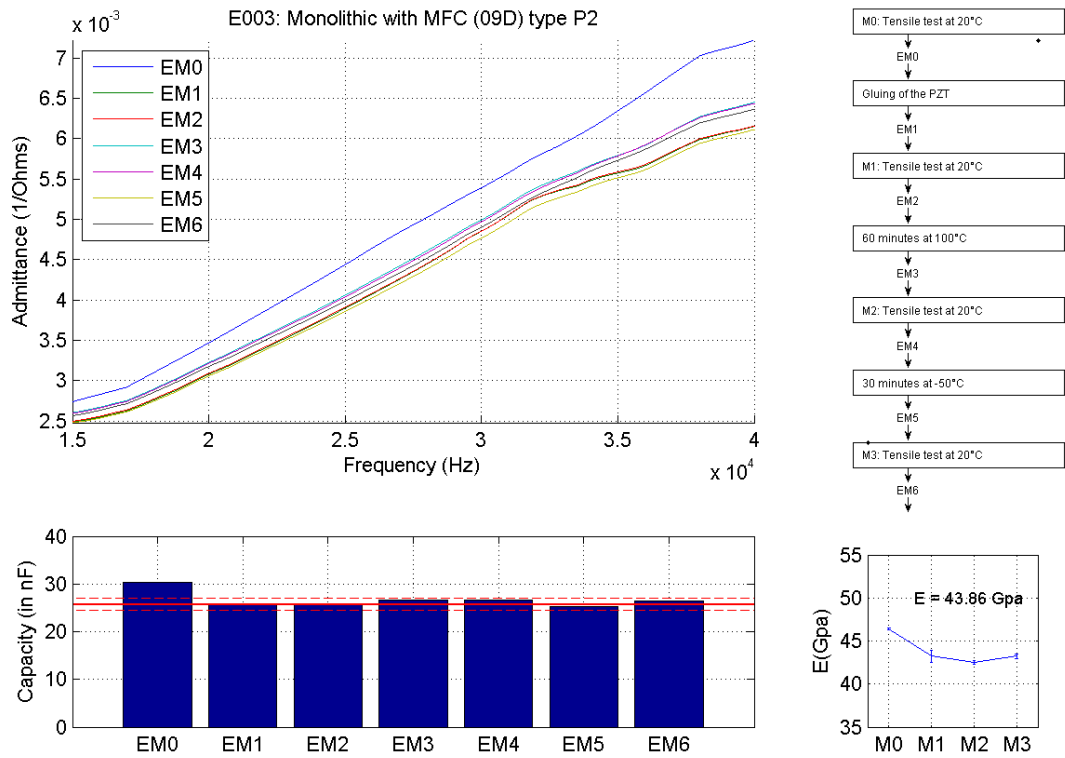 E003: Monolithic with MFC (09D) type P2
x 10^-3
7
6.5
6
5.5
5
4.5
4
3.5
3
2.5
Admittance (1/Ohms)
EM0
EM1
EM2
EM3
EM4
EM5
EM6
1.5 2 2.5 3 3.5 4
Frequency (Hz)
x 10^4
M0: Tensile test at 20°C
EM0
Gluing of the PZT
EM1
M1: Tensile test at 20°C
EM2
60 minutes at 100°C
EM3
M2: Tensile test at 20°C
EM4
30 minutes at -50°C
EM5
M3: Tensile test at 20°C
EM6
Capacity (in nF)
40
30
20
10
0
EM0 EM1 EM2 EM3 EM4 EM5 EM6
E(Gpa)
55
50
45
40
35
E = 43.86 Gpa
M0 M1 M2 M3